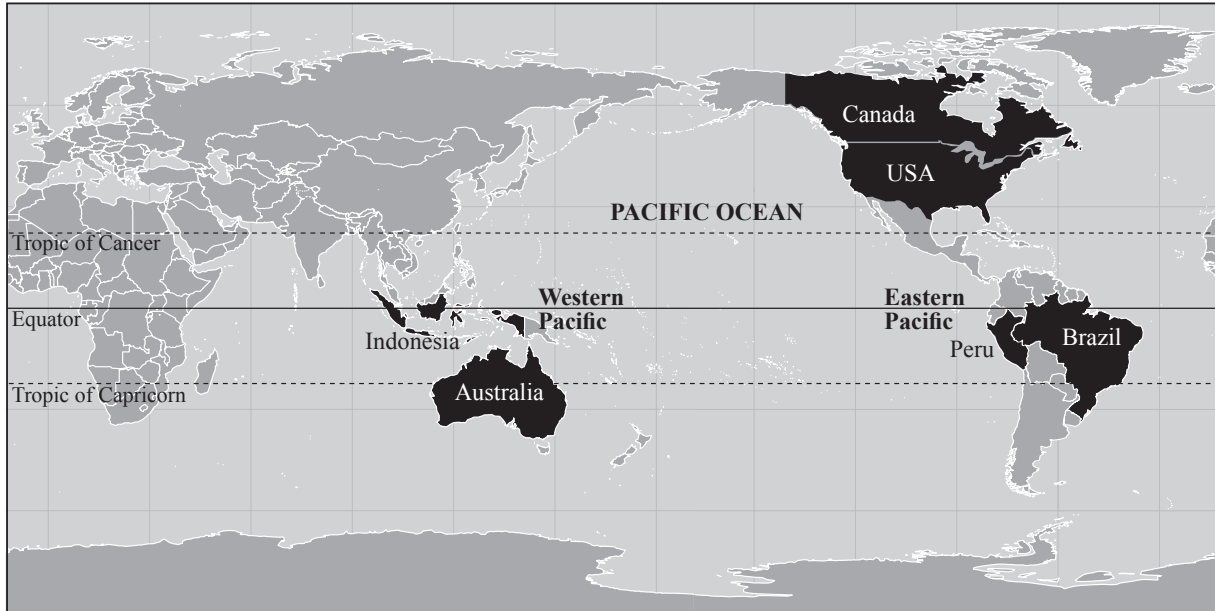 Canada
USA
PACIFIC OCEAN
Tropic of Cancer
Western
Pacific
Eastern
Pacific
Equator
Indonesia
Peru
Brazil
Tropic of Capricorn
Australia